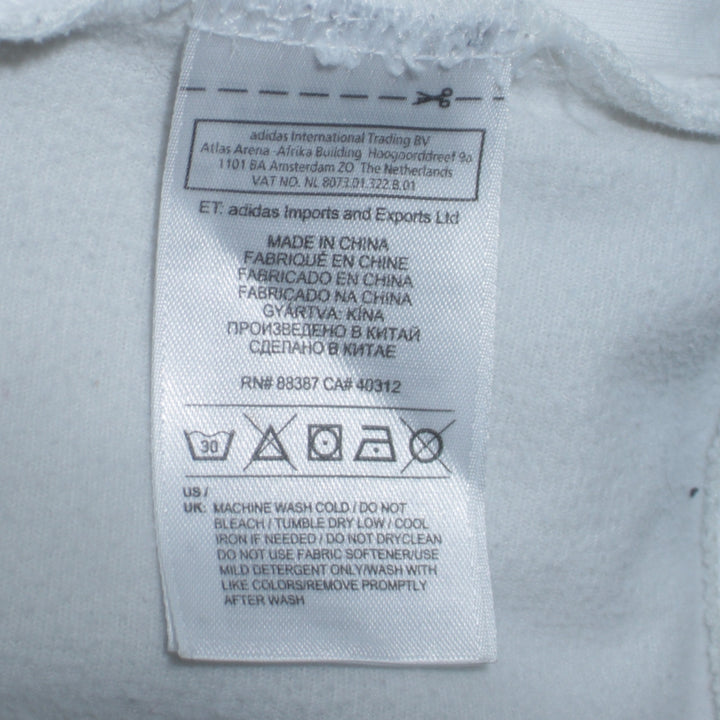 adidas International Trading BV
Atlas Arena -Afrika Building Hoogoorddreef 9a
1101 BA Amsterdam ZO The Netherlands
VAT NO. NL 8073.01.322.B.01
ET: adidas Imports and Exports Ltd
MADE IN CHINA
FABRIQUÉ EN CHINE
FABRICADO EN CHINA
FABRICADO NA CHINA
GYÁRTVA: KÍNA
ПРОИЗВЕДЕНО В КИТАЙ
СДЕЛАНО В КИТАЕ
RN# 88387 CA# 40312
30
US /
UK: MACHINE WASH COLD / DO NOT
BLEACH / TUMBLE DRY LOW / COOL
IRON IF NEEDED / DO NOT DRYCLEAN
DO NOT USE FABRIC SOFTENER/USE
MILD DETERGENT ONLY/WASH WITH
LIKE COLORS/REMOVE PROMPTLY
AFTER WASH